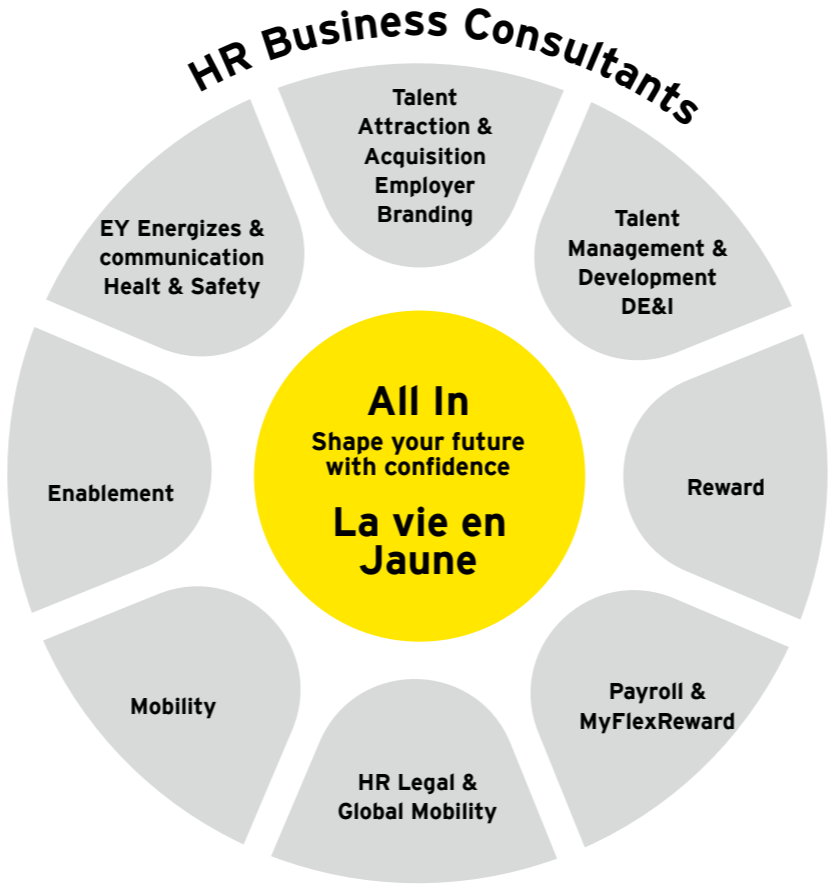 HR Business Consultants
Talent
Attraction &
Acquisition
Employer
Branding
Talent
Management &
Development
DE&I
Reward
Payroll &
MyFlexReward
HR Legal &
Global Mobility
Mobility
Enablement
EY Energizes &
communication
Healt & Safety
All In
Shape your future
with confidence
La vie en
Jaune